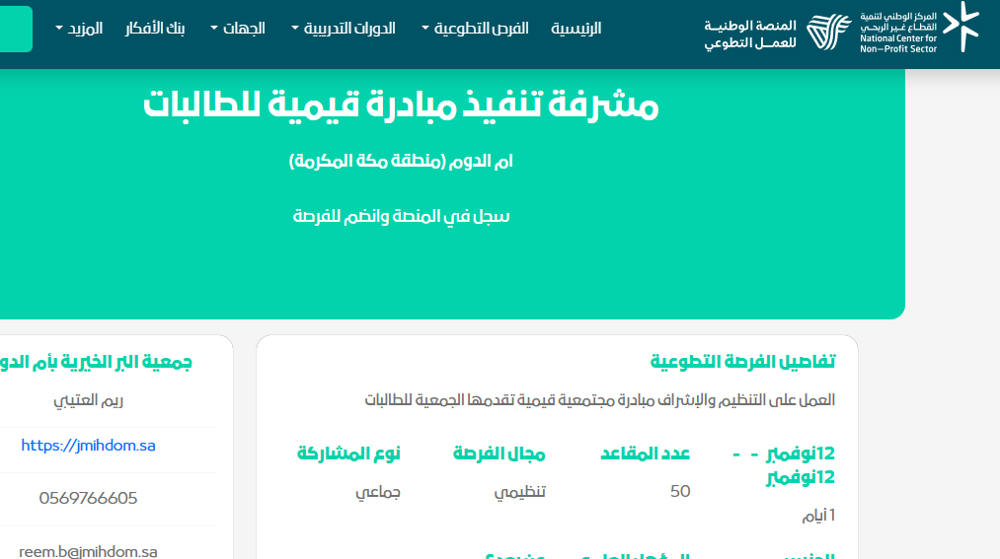 المركز الوطني لتنمية
القطاع غير الربحي
National Center for
Non-Profit Sector
المنصة الوطنية
للعمل التطوعي
الرئيسية
الفرص التطوعية
الدورات التدريبية
الجهات
بنك الأفكار
المزيد
مشرفة تنفيذ مبادرة قيمية للطالبات
ام الدوم (منطقة مكة المكرمة)
سجل في المنصة وانضم للفرصة
تفاصيل الفرصة التطوعية
العمل على التنظيم والإشراف مبادرة مجتمعية قيمية تقدمها الجمعية للطالبات
12نوفمبر - -
12نوفمبر
1 أيام
عدد المقاعد
50
مجال الفرصة
تنظيمي
نوع المشاركة
جماعي
جمعية البر الخيرية بأم الدو
ريم العتيبي
https://jmihdom.sa
0569766605
reem.b@jmihdom.sa